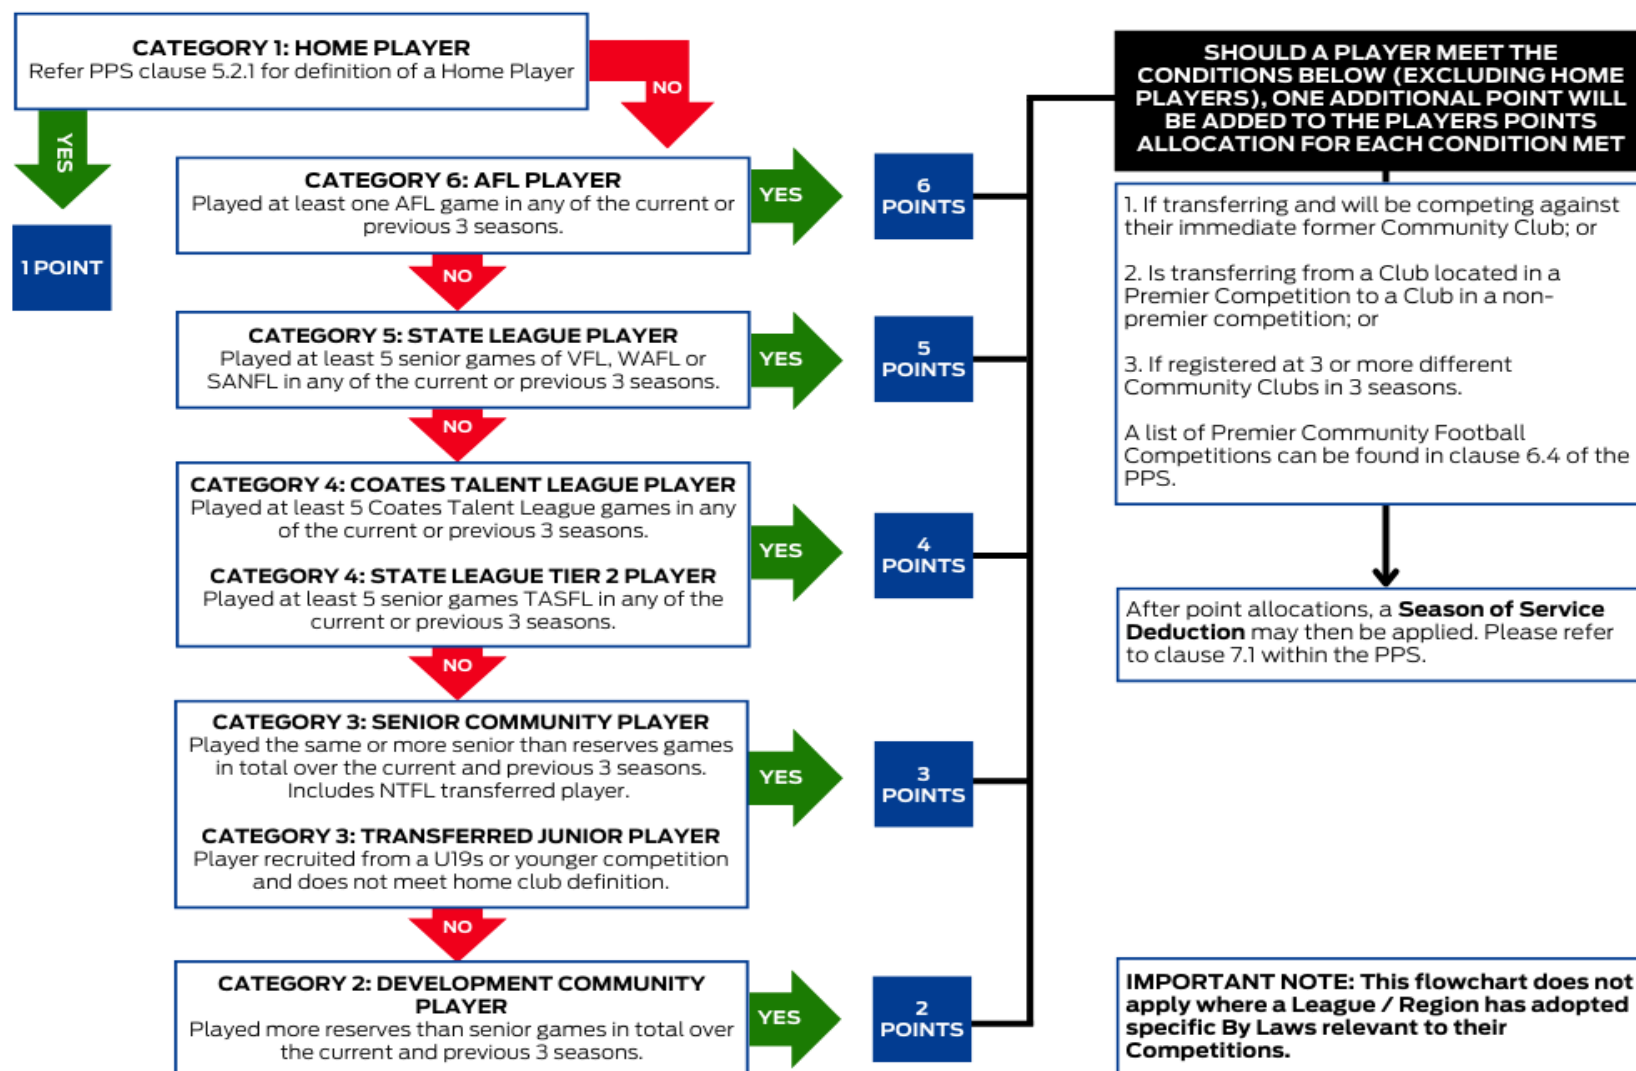 CATEGORY 1: HOME PLAYER
Refer PPS clause 5.2.1 for definition of a Home Player
NO
YES
1 POINT
CATEGORY 6: AFL PLAYER
Played at least one AFL game in any of the current or
previous 3 seasons.
YES
6
POINTS
NO
CATEGORY 5: STATE LEAGUE PLAYER
Played at least 5 senior games of VFL, WAFL or
SANFL in any of the current or previous 3 seasons.
YES
5
POINTS
NO
CATEGORY 4: COATES TALENT LEAGUE PLAYER
Played at least 5 Coates Talent League games in any
of the current or previous 3 seasons.
CATEGORY 4: STATE LEAGUE TIER 2 PLAYER
Played at least 5 senior games TASFL in any of the
current or previous 3 seasons.
YES
4
POINTS
NO
CATEGORY 3: SENIOR COMMUNITY PLAYER
Played the same or more senior than reserves games
in total over the current and previous 3 seasons.
Includes NTFL transferred player.
CATEGORY 3: TRANSFERRED JUNIOR PLAYER
Player recruited from a U19s or younger competition
and does not meet home club definition.
YES
3
POINTS
NO
CATEGORY 2: DEVELOPMENT COMMUNITY
PLAYER
Played more reserves than senior games in total over
the current and previous 3 seasons.
YES
2
POINTS
SHOULD A PLAYER MEET THE
CONDITIONS BELOW (EXCLUDING HOME
PLAYERS), ONE ADDITIONAL POINT WILL
BE ADDED TO THE PLAYERS POINTS
ALLOCATION FOR EACH CONDITION MET
1. If transferring and will be competing against
their immediate former Community Club; or
2. Is transferring from a Club located in a
Premier Competition to a Club in a non-
premier competition; or
3. If registered at 3 or more different
Community Clubs in 3 seasons.
A list of Premier Community Football
Competitions can be found in clause 6.4 of the
PPS.
After point allocations, a Season of Service
Deduction may then be applied. Please refer
to clause 7.1 within the PPS.
IMPORTANT NOTE: This flowchart does not
apply where a League / Region has adopted
specific By Laws relevant to their
Competitions.